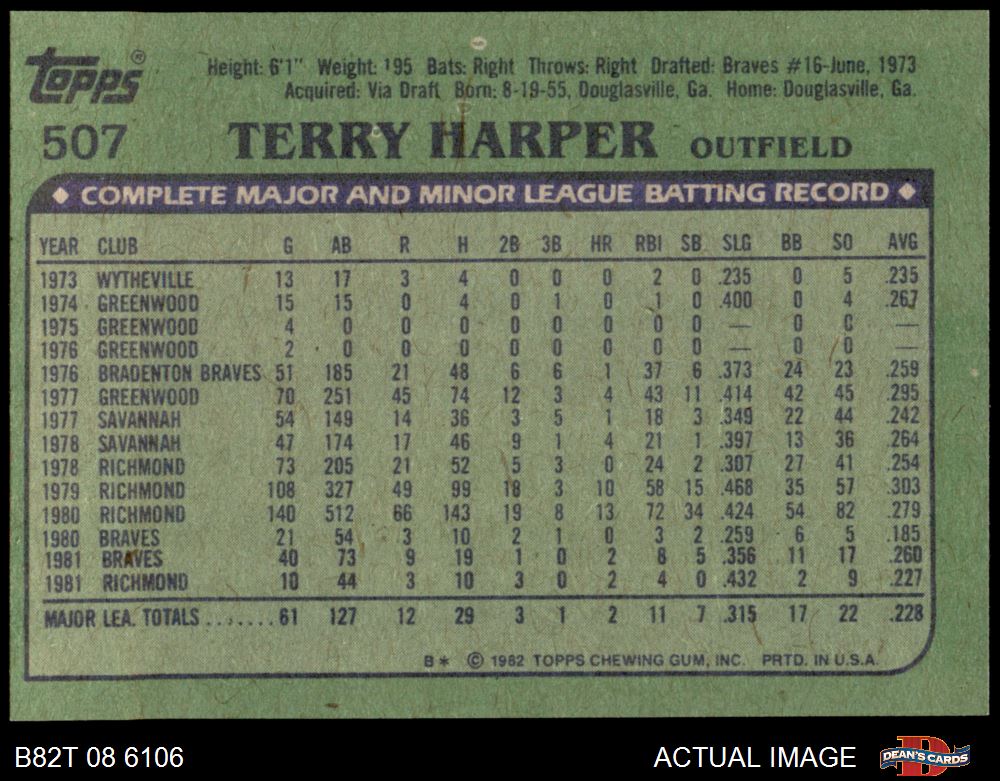 Topps®
Height: 6'1" Weight: 195 Bats: Right Throws: Right Drafted: Braves #16-June, 1973
Acquired: Via Draft Born: 8-19-55, Douglasville, Ga. Home: Douglasville, Ga.
507 TERRY HARPER OUTFIELD
◆ COMPLETE MAJOR AND MINOR LEAGUE BATTING RECORD ◆
YEAR CLUB G AB R H 2B 3B HR RBI SB SLG BB SO AVG
1973 WYTHEVILLE 13 17 3 4 0 0 0 2 0 .235 0 5 .235
1974 GREENWOOD 15 15 0 4 0 1 0 1 0 .400 0 4 .267
1975 GREENWOOD 4 0 0 0 0 0 0 0 0 — 0 0 —
1976 GREENWOOD 2 0 0 0 0 0 0 0 0 — 0 0 —
1976 BRADENTON BRAVES 51 185 21 48 6 6 1 37 6 .373 24 23 .259
1977 GREENWOOD 70 251 45 74 12 3 4 43 11 .414 42 45 .295
1977 SAVANNAH 54 149 14 36 3 5 1 18 3 .349 22 44 .242
1978 SAVANNAH 47 174 17 46 9 1 4 21 1 .397 13 36 .264
1978 RICHMOND 73 205 21 52 5 3 0 24 2 .307 27 41 .254
1979 RICHMOND 108 327 49 99 18 3 10 58 15 .468 35 57 .303
1980 RICHMOND 140 512 66 143 19 8 13 72 34 .424 54 82 .279
1980 BRAVES 21 54 3 10 2 1 0 3 2 .259 6 5 .185
1981 BRAVES 40 73 9 19 1 0 2 8 5 .356 11 17 .260
1981 RICHMOND 10 44 3 10 3 0 2 4 0 .432 2 9 .227
MAJOR LEA. TOTALS ....... 61 127 12 29 3 1 2 11 7 .315 17 22 .228
B* © 1982 TOPPS CHEWING GUM, INC. PRTD. IN U.S.A.
B82T 08 6106 ACTUAL IMAGE DEAN'S CARDS